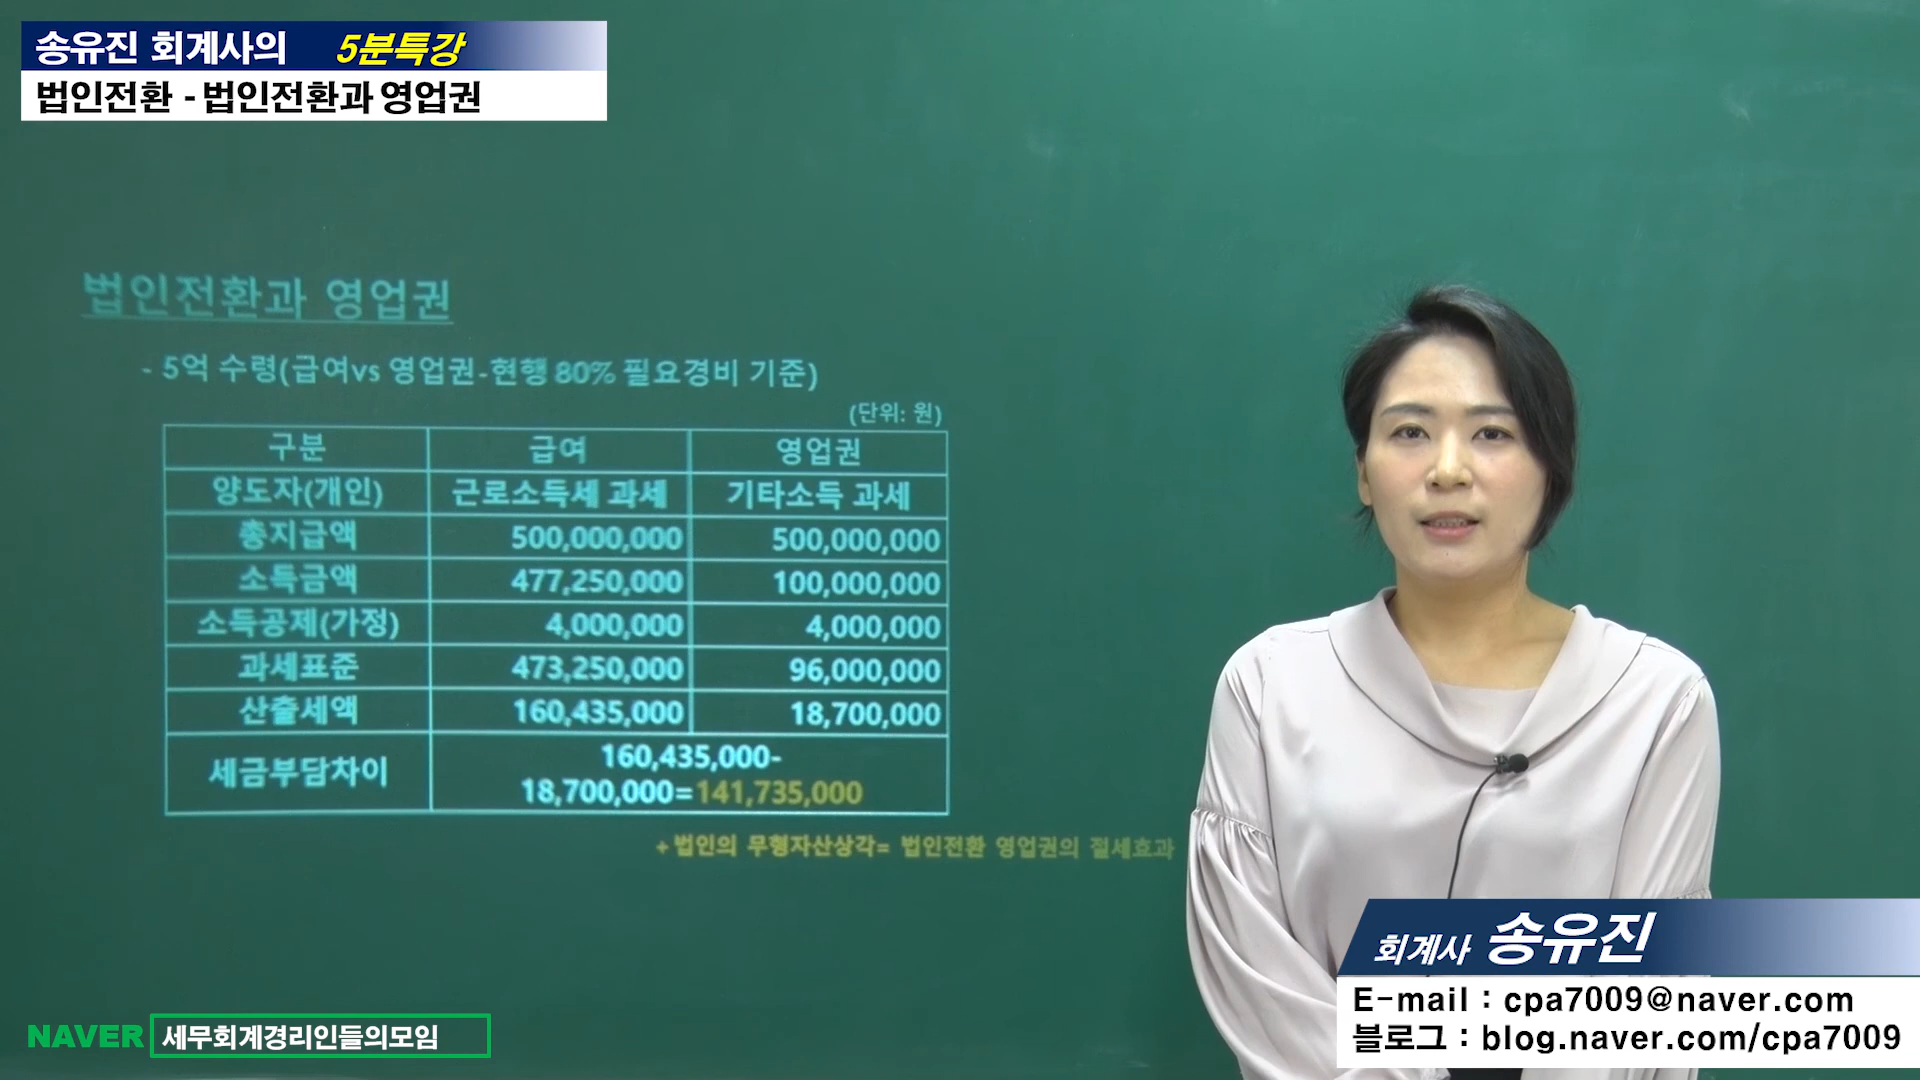 송유진 회계사의 5분특강
법인전환 - 법인전환과 영업권
법인전환과 영업권
- 5억 수령(급여vs 영업권-현행 80% 필요경비 기준)
(단위: 원)
구분 급여 영업권
양도자(개인) 근로소득세 과세 기타소득 과세
총지급액 500,000,000 500,000,000
소득금액 477,250,000 100,000,000
소득공제(가정) 4,000,000 4,000,000
과세표준 473,250,000 96,000,000
산출세액 160,435,000 18,700,000
세금부담차이 160,435,000-
18,700,000=141,735,000
+ 법인의 무형자산상각= 법인전환 영업권의 절세효과
회계사 송유진
E-mail : cpa7009@naver.com
블로그 : blog.naver.com/cpa7009
NAVER 세무회계경리인들의모임